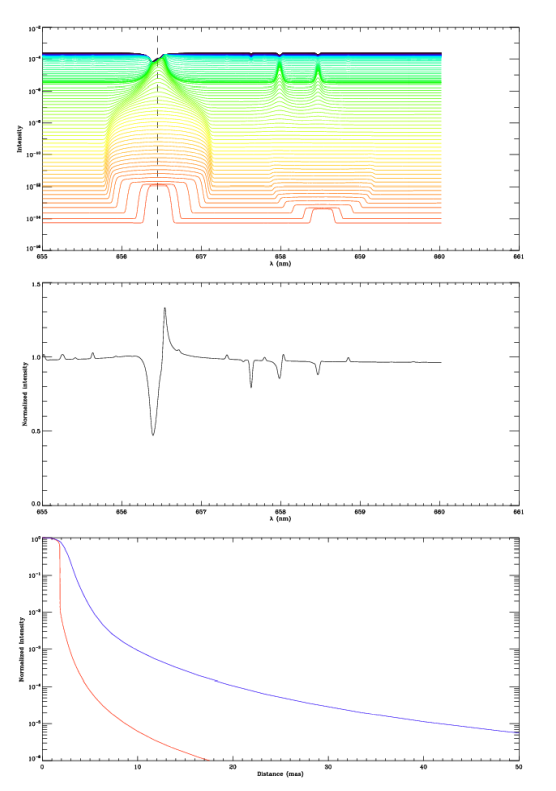 10⁻²
10⁻⁴
10⁻⁶
10⁻⁸
10⁻¹⁰
10⁻¹²
10⁻¹⁴
10⁻¹⁶
Intensity
655 656 657 658 659 660 661
λ (nm)
1.5
1.0
0.5
0.0
Normalized intensity
655 656 657 658 659 660 661
λ (nm)
10⁰
10⁻¹
10⁻²
10⁻³
10⁻⁴
10⁻⁵
10⁻⁶
Normalized Intensity
0 10 20 30 40 50
Distance (mas)